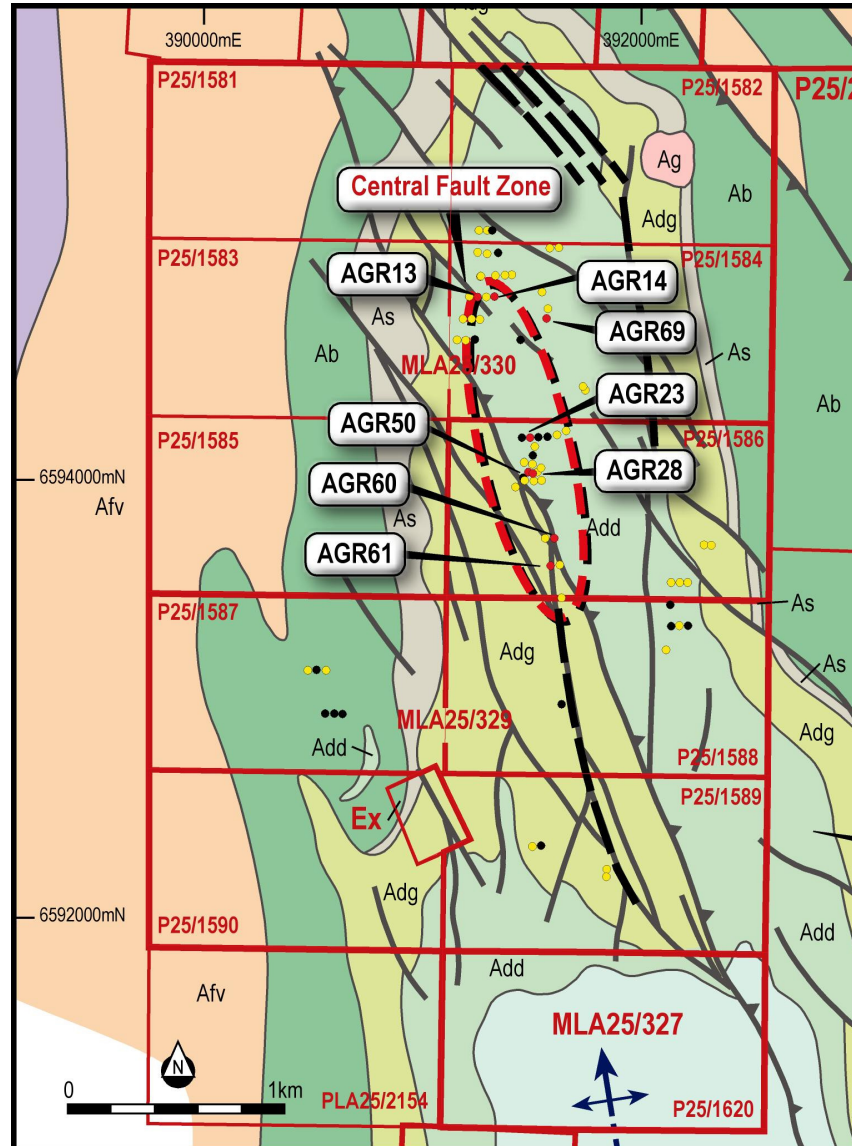 Adg
390000mE
392000mE
P25/1581
P25/1582
P25/2
Ag
Central Fault Zone
Adg
Ab
P25/1583
P25/1584
AGR13
AGR14
As
AGR69
As
Ab
MLA25/330
AGR23
Ab
AGR50
P25/1585
P25/1586
AGR28
6594000mN
AGR60
Afv
As
Add
AGR61
As
P25/1587
Adg
As
MLA25/329
Adg
Add
P25/1588
P25/1589
Ex
Adg
6592000mN
P25/1590
Add
Add
Afv
MLA25/327
N
0
1km
PLA25/2154
P25/1620